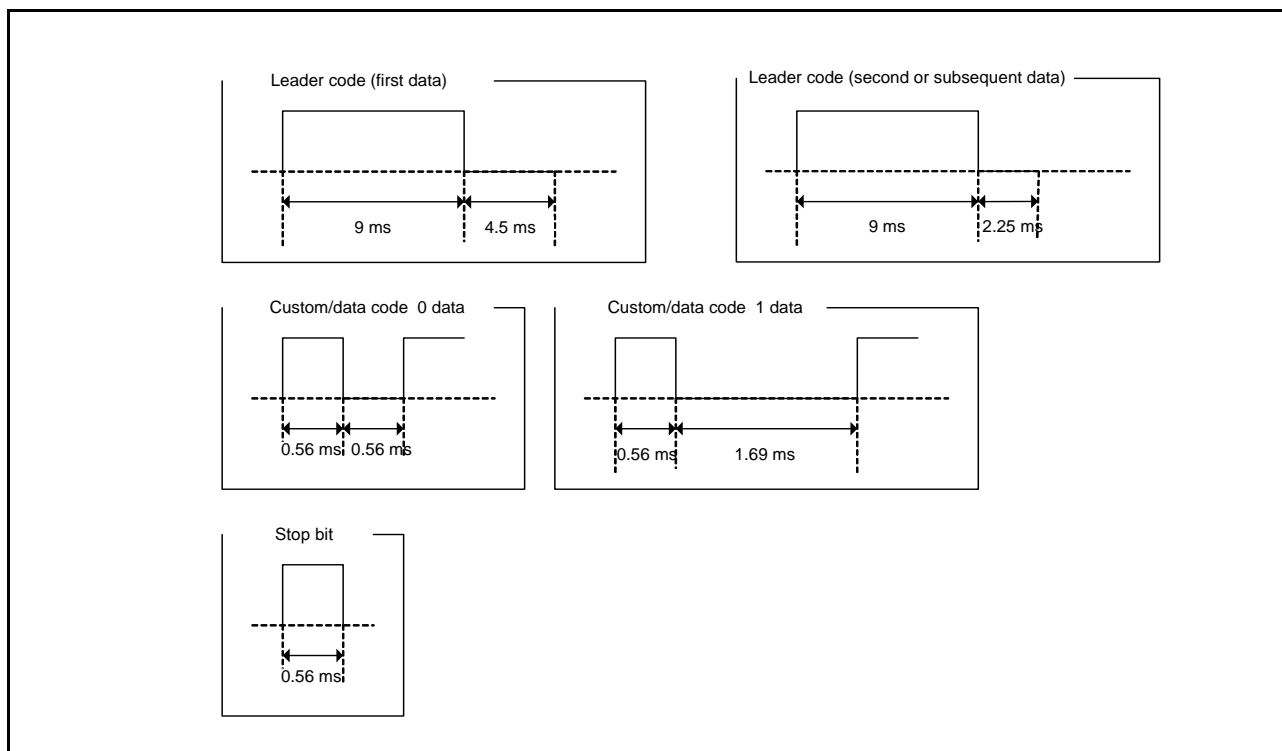 Leader code (first data)
9 ms
4.5 ms
Leader code (second or subsequent data)
9 ms
2.25 ms
Custom/data code 0 data
0.56 ms
0.56 ms
Custom/data code 1 data
0.56 ms
1.69 ms
Stop bit
0.56 ms